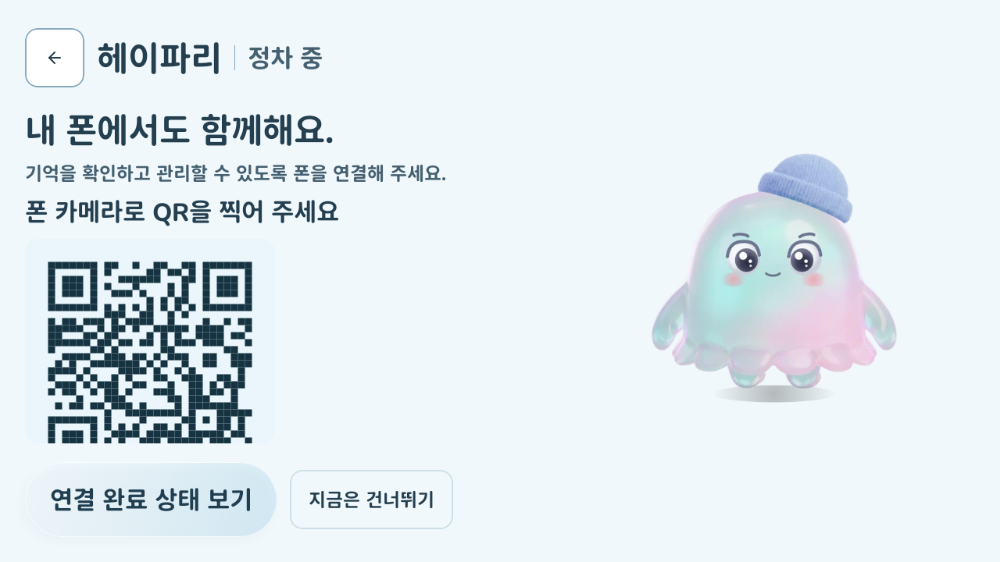 헤이파리
정차 중
내 폰에서도 함께해요.
기억을 확인하고 관리할 수 있도록 폰을 연결해 주세요.
폰 카메라로 QR을 찍어 주세요
연결 완료 상태 보기
지금은 건너뛰기